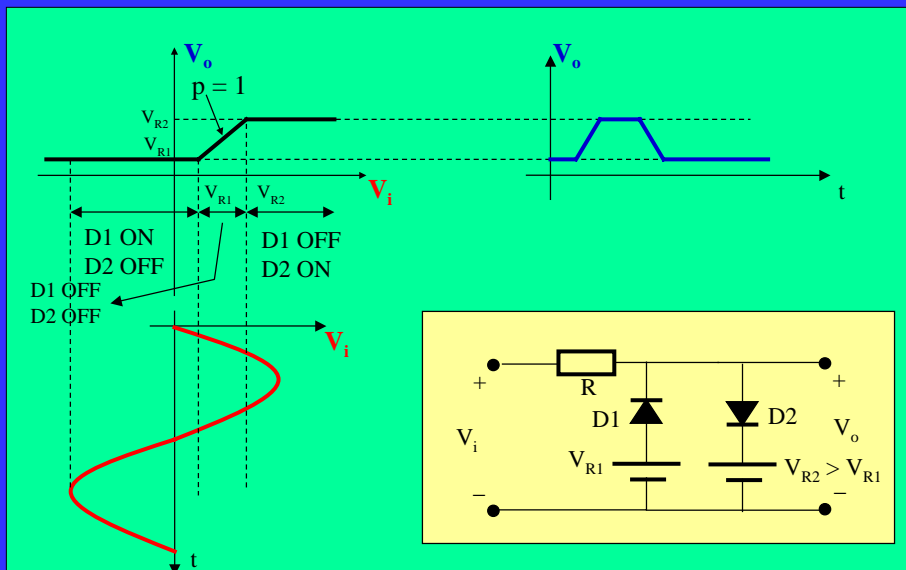 Vo
p = 1
VR2
VR1
VR1
VR2
Vi
D1 ON
D2 OFF
D1 OFF
D2 ON
D1 OFF
D2 OFF
Vi
t
Vo
t
+
R
+
D1
D2
Vi
VR1
Vo
VR2 > VR1
−
−